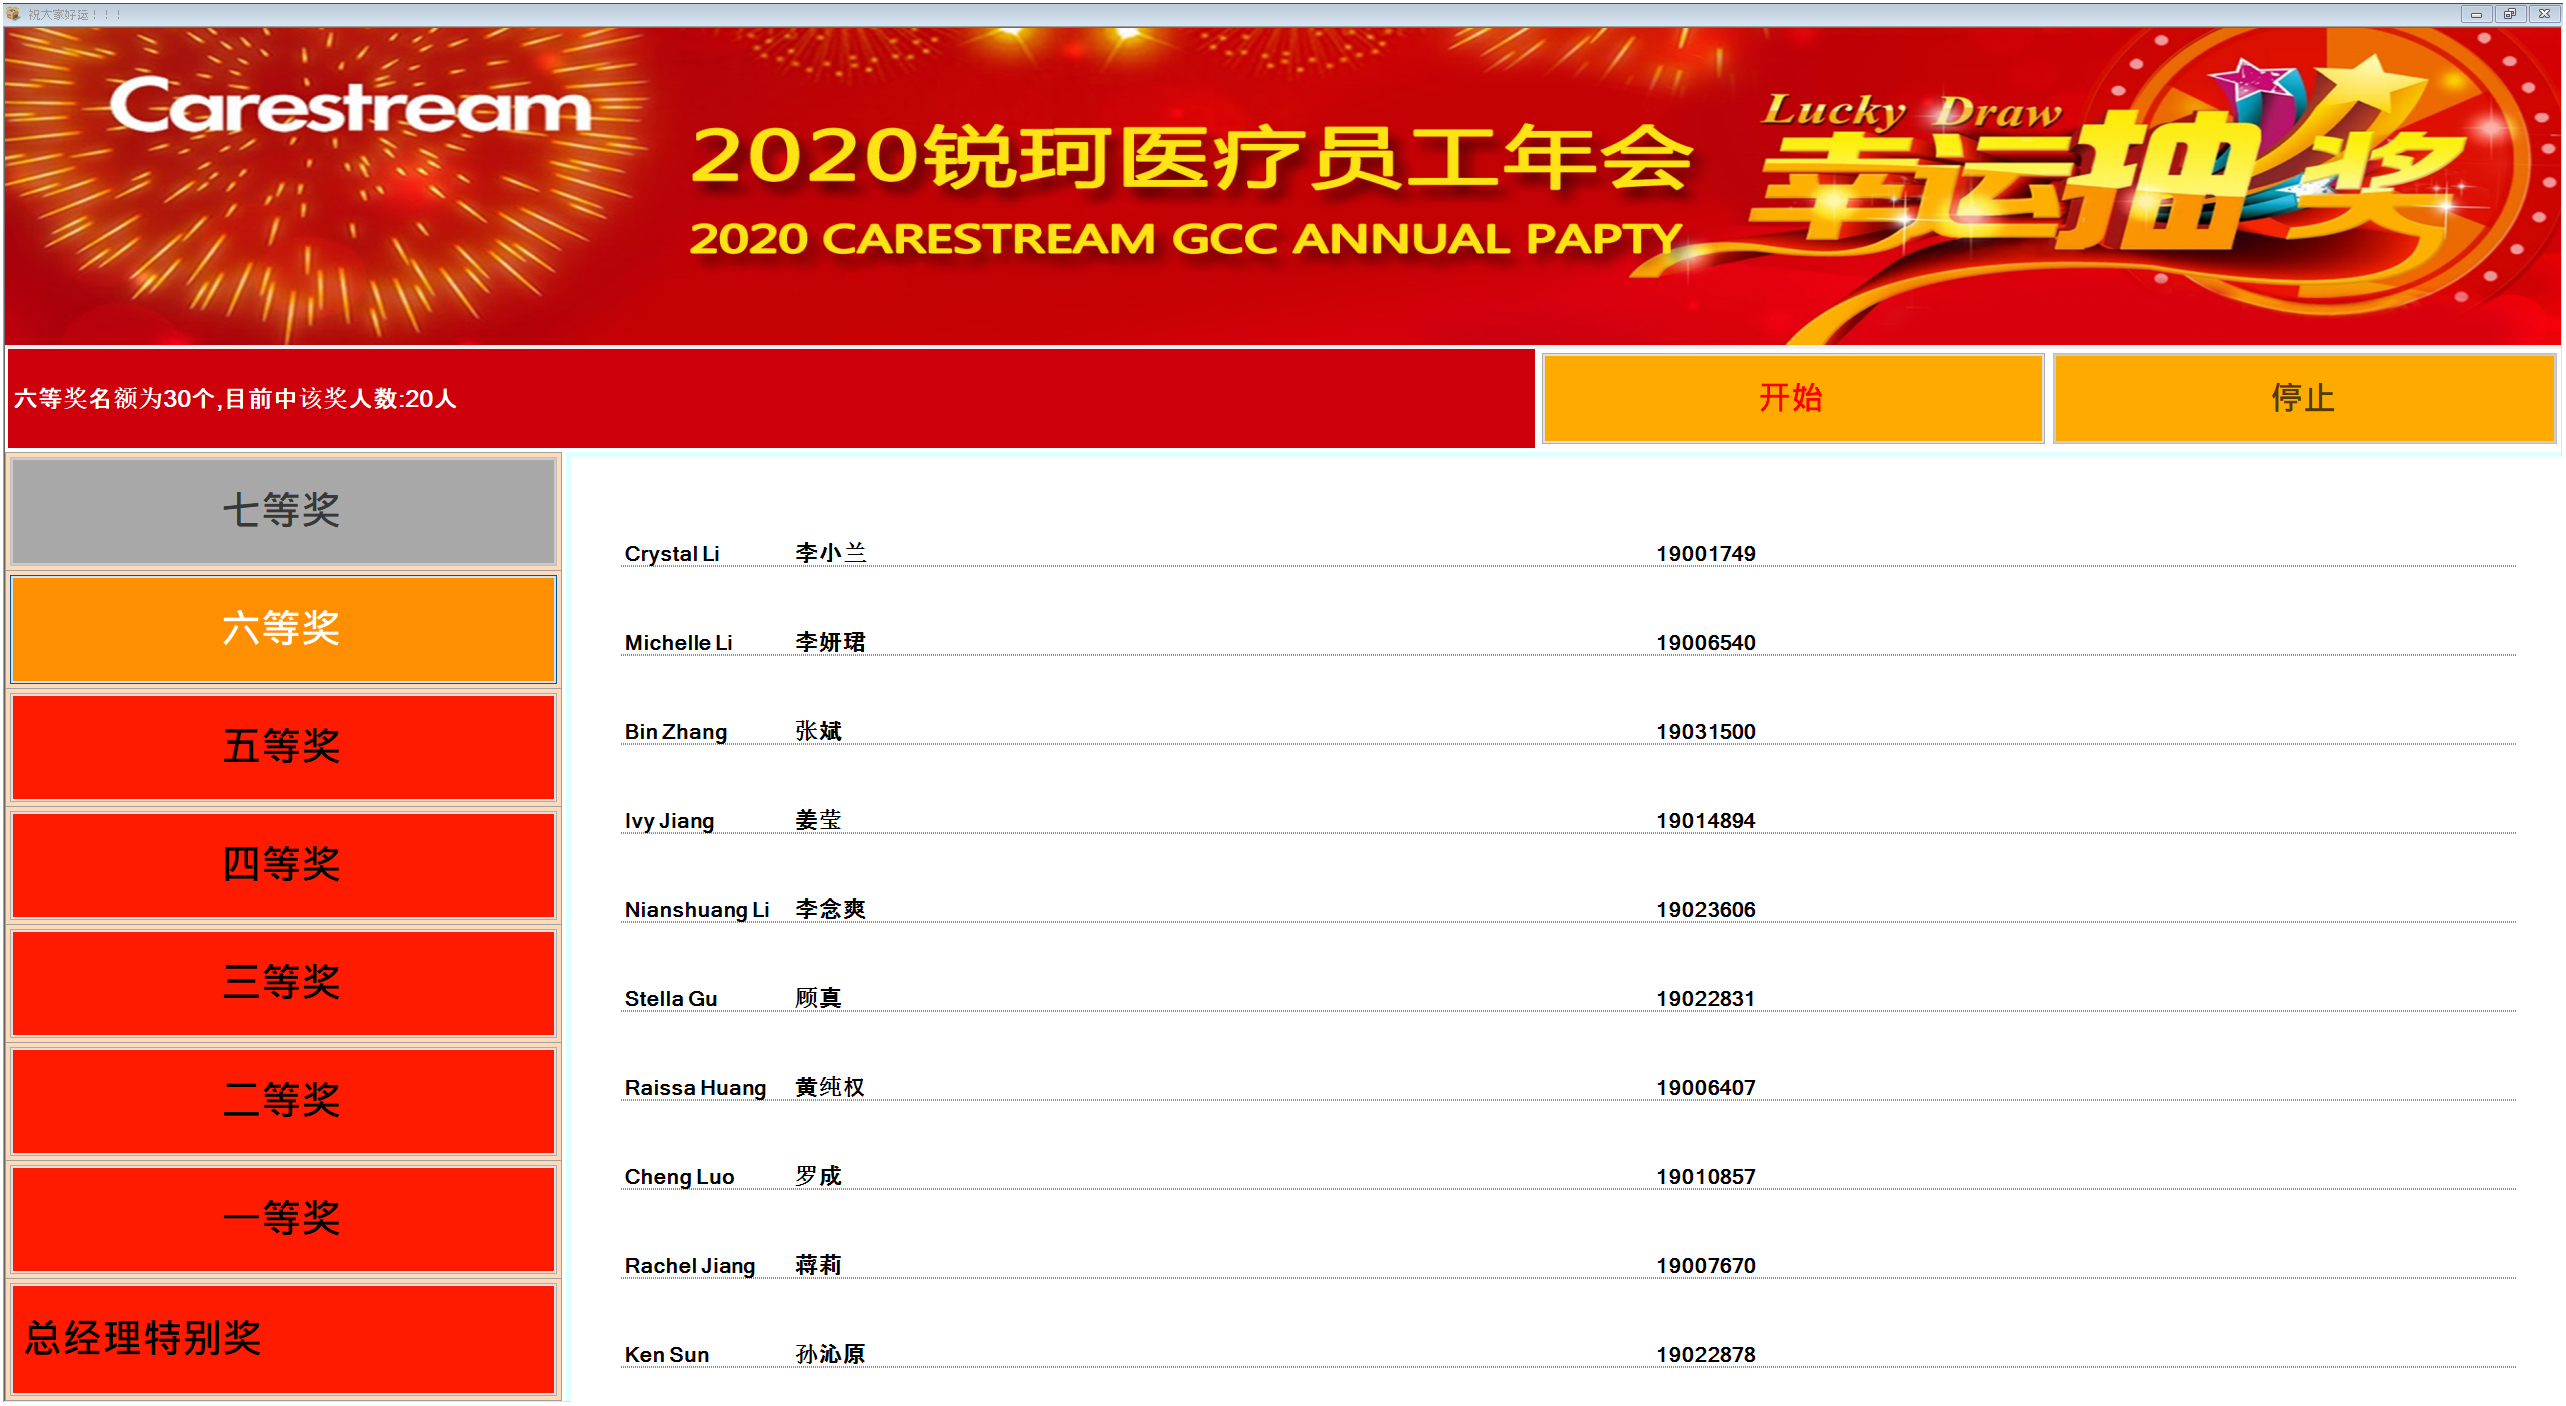 祝大家好运！！！
Carestream
2020锐珂医疗员工年会
2020 CARESTREAM GCC ANNUAL PAPTY
Lucky Draw
幸运抽奖
六等奖名额为30个,目前中该奖人数:20人
开始
停止
七等奖
六等奖
五等奖
四等奖
三等奖
二等奖
一等奖
总经理特别奖
Crystal Li 李小兰 19001749
Michelle Li 李妍珺 19006540
Bin Zhang 张斌 19031500
Ivy Jiang 姜莹 19014894
Nianshuang Li 李念爽 19023606
Stella Gu 顾真 19022831
Raissa Huang 黄纯权 19006407
Cheng Luo 罗成 19010857
Rachel Jiang 蒋莉 19007670
Ken Sun 孙沁原 19022878